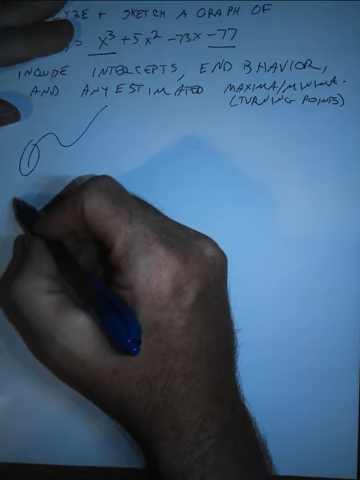 + SKETCH A GRAPH OF
x³ + 5x² - 73x - 77
INCLUDE INTERCEPTS, END BEHAVIOR,
AND ANY ESTIMATED MAXIMA/MINIMA
(TURNING POINTS)